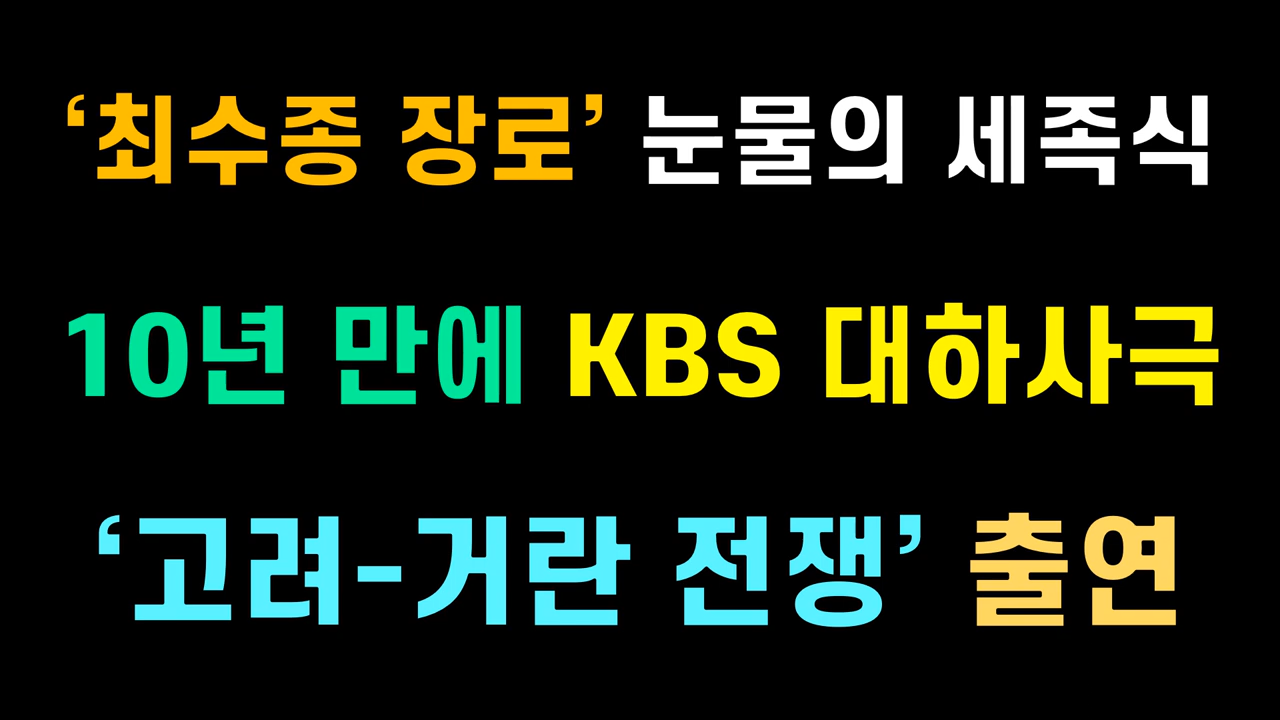 ‘최수종 장로’ 눈물의 세족식
10년 만에 KBS 대하사극
‘고려-거란 전쟁’ 출연